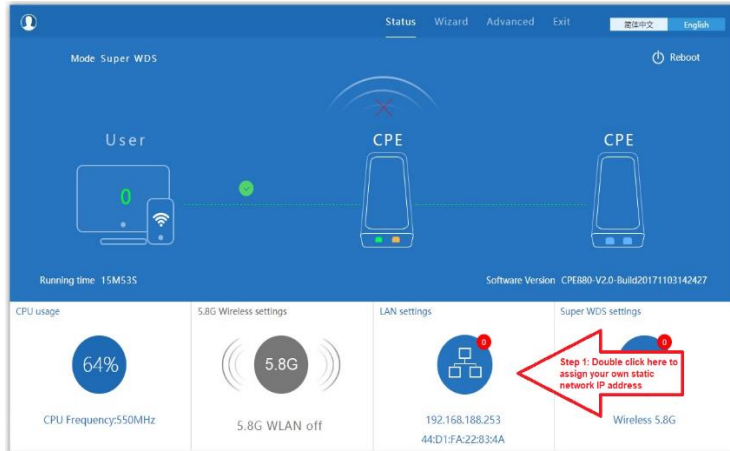 Status Wizard Advanced Exit 简体中文 English
Mode Super WDS
Reboot
User
CPE
CPE
0
Running time 15M53S
Software Version CPE880-V2.0-Build20171103142427
CPU usage
64%
CPU Frequency:550MHz
5.8G Wireless settings
5.8G
5.8G WLAN off
LAN settings
0
192.168.188.253
44:D1:FA:22:83:4A
Super WDS settings
0
Step 1: Double click here to
assign your own static
network IP address
Wireless 5.8G